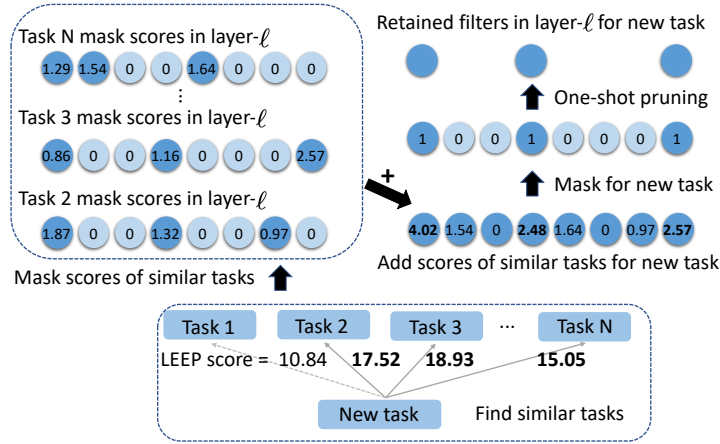 Task N mask scores in layer-ℓ
1.29 1.54 0 0 1.64 0 0 0
⋮
Task 3 mask scores in layer-ℓ
0.86 0 0 1.16 0 0 0 2.57
Task 2 mask scores in layer-ℓ
1.87 0 0 1.32 0 0 0.97 0
Mask scores of similar tasks
Retained filters in layer-ℓ for new task
One-shot pruning
1 0 0 1 0 0 0 1
Mask for new task
+
4.02 1.54 0 2.48 1.64 0 0.97 2.57
Add scores of similar tasks for new task
Task 1 Task 2 Task 3 ... Task N
LEEP score = 10.84 17.52 18.93 15.05
New task
Find similar tasks